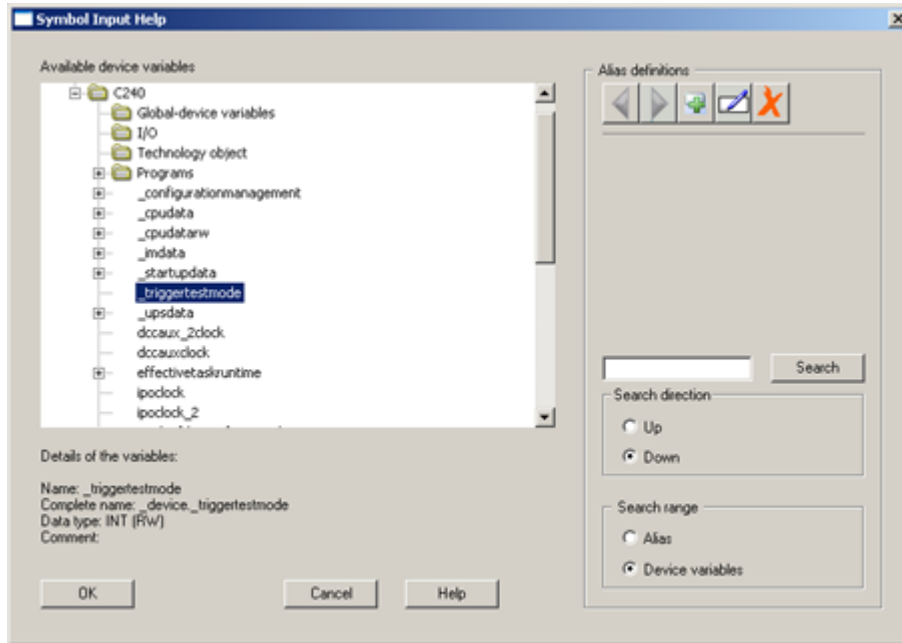 Symbol Input Help
Available device variables
C240
Global-device variables
I/O
Technology object
Programs
_configurationmanagement
_cpudata
_cpudatarw
_imdata
_startupdata
_triggertestmode
_upsdata
dccaux_2clock
dccauxclock
effectivetaskruntime
ipoclock
ipoclock_2
Details of the variables:
Name: _triggertestmode
Complete name: _device._triggertestmode
Data type: INT (RW)
Comment:
OK
Cancel
Help
Alias definitions
Search
Search direction
Up
Down
Search range
Alias
Device variables